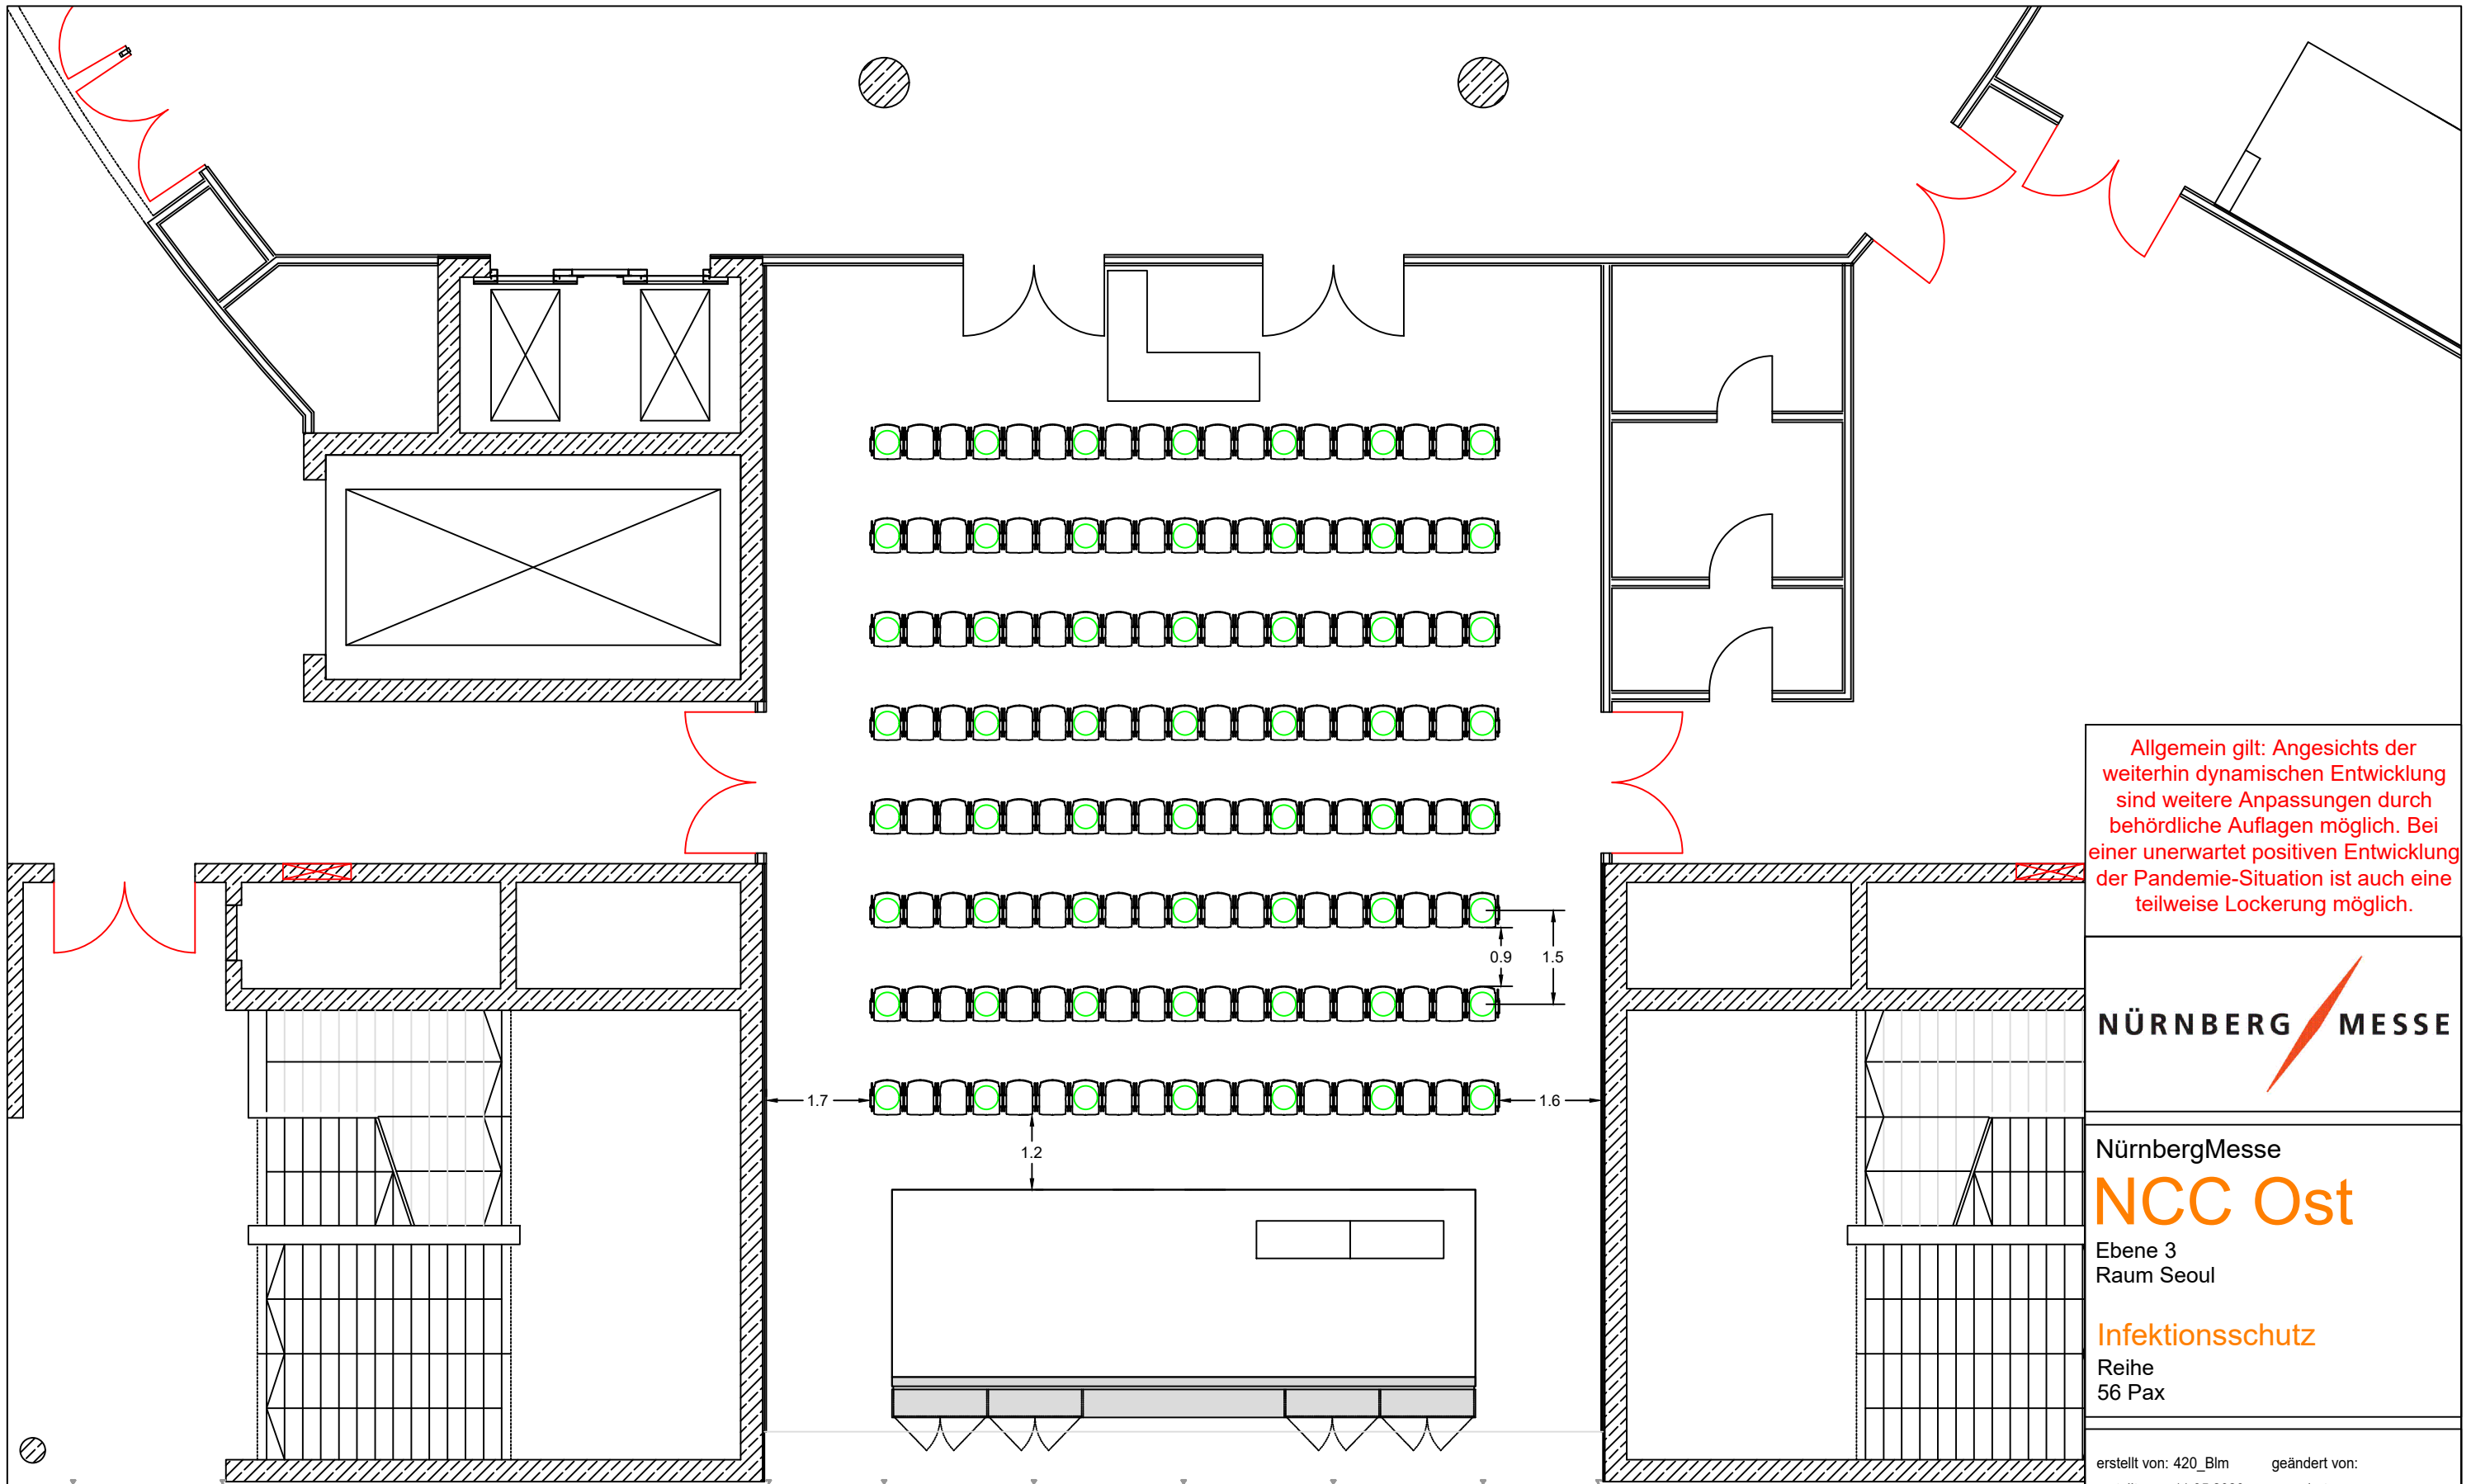 0.9
1.5
1.7
1.6
1.2
Allgemein gilt: Angesichts der
weiterhin dynamischen Entwicklung
sind weitere Anpassungen durch
behördliche Auflagen möglich. Bei
einer unerwartet positiven Entwicklung
der Pandemie-Situation ist auch eine
teilweise Lockerung möglich.
NÜRNBERG MESSE
NürnbergMesse
NCC Ost
Ebene 3
Raum Seoul
Infektionsschutz
Reihe
56 Pax
erstellt von: 420_Blm geändert von: